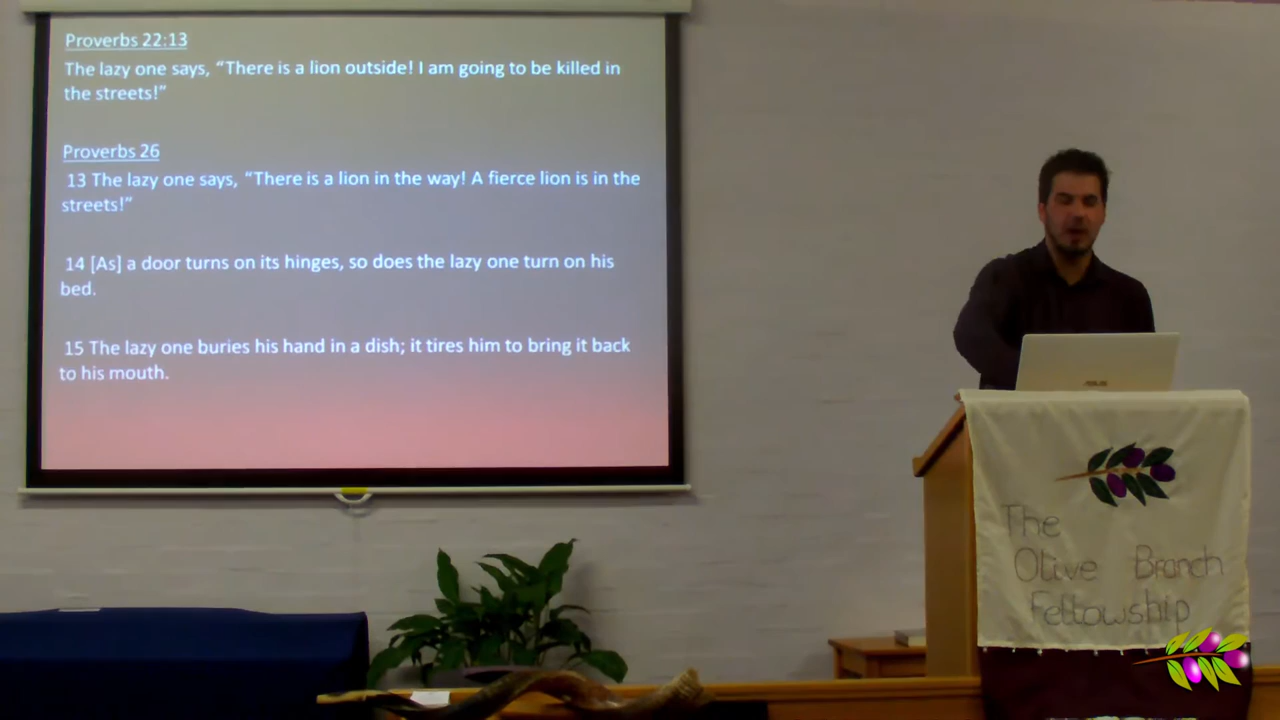 Proverbs 22:13
The lazy one says, “There is a lion outside! I am going to be killed in
the streets!”
Proverbs 26
13 The lazy one says, “There is a lion in the way! A fierce lion is in the
streets!”
14 [As] a door turns on its hinges, so does the lazy one turn on his
bed.
15 The lazy one buries his hand in a dish; it tires him to bring it back
to his mouth.
ASUS
The
Olive Branch
Fellowship